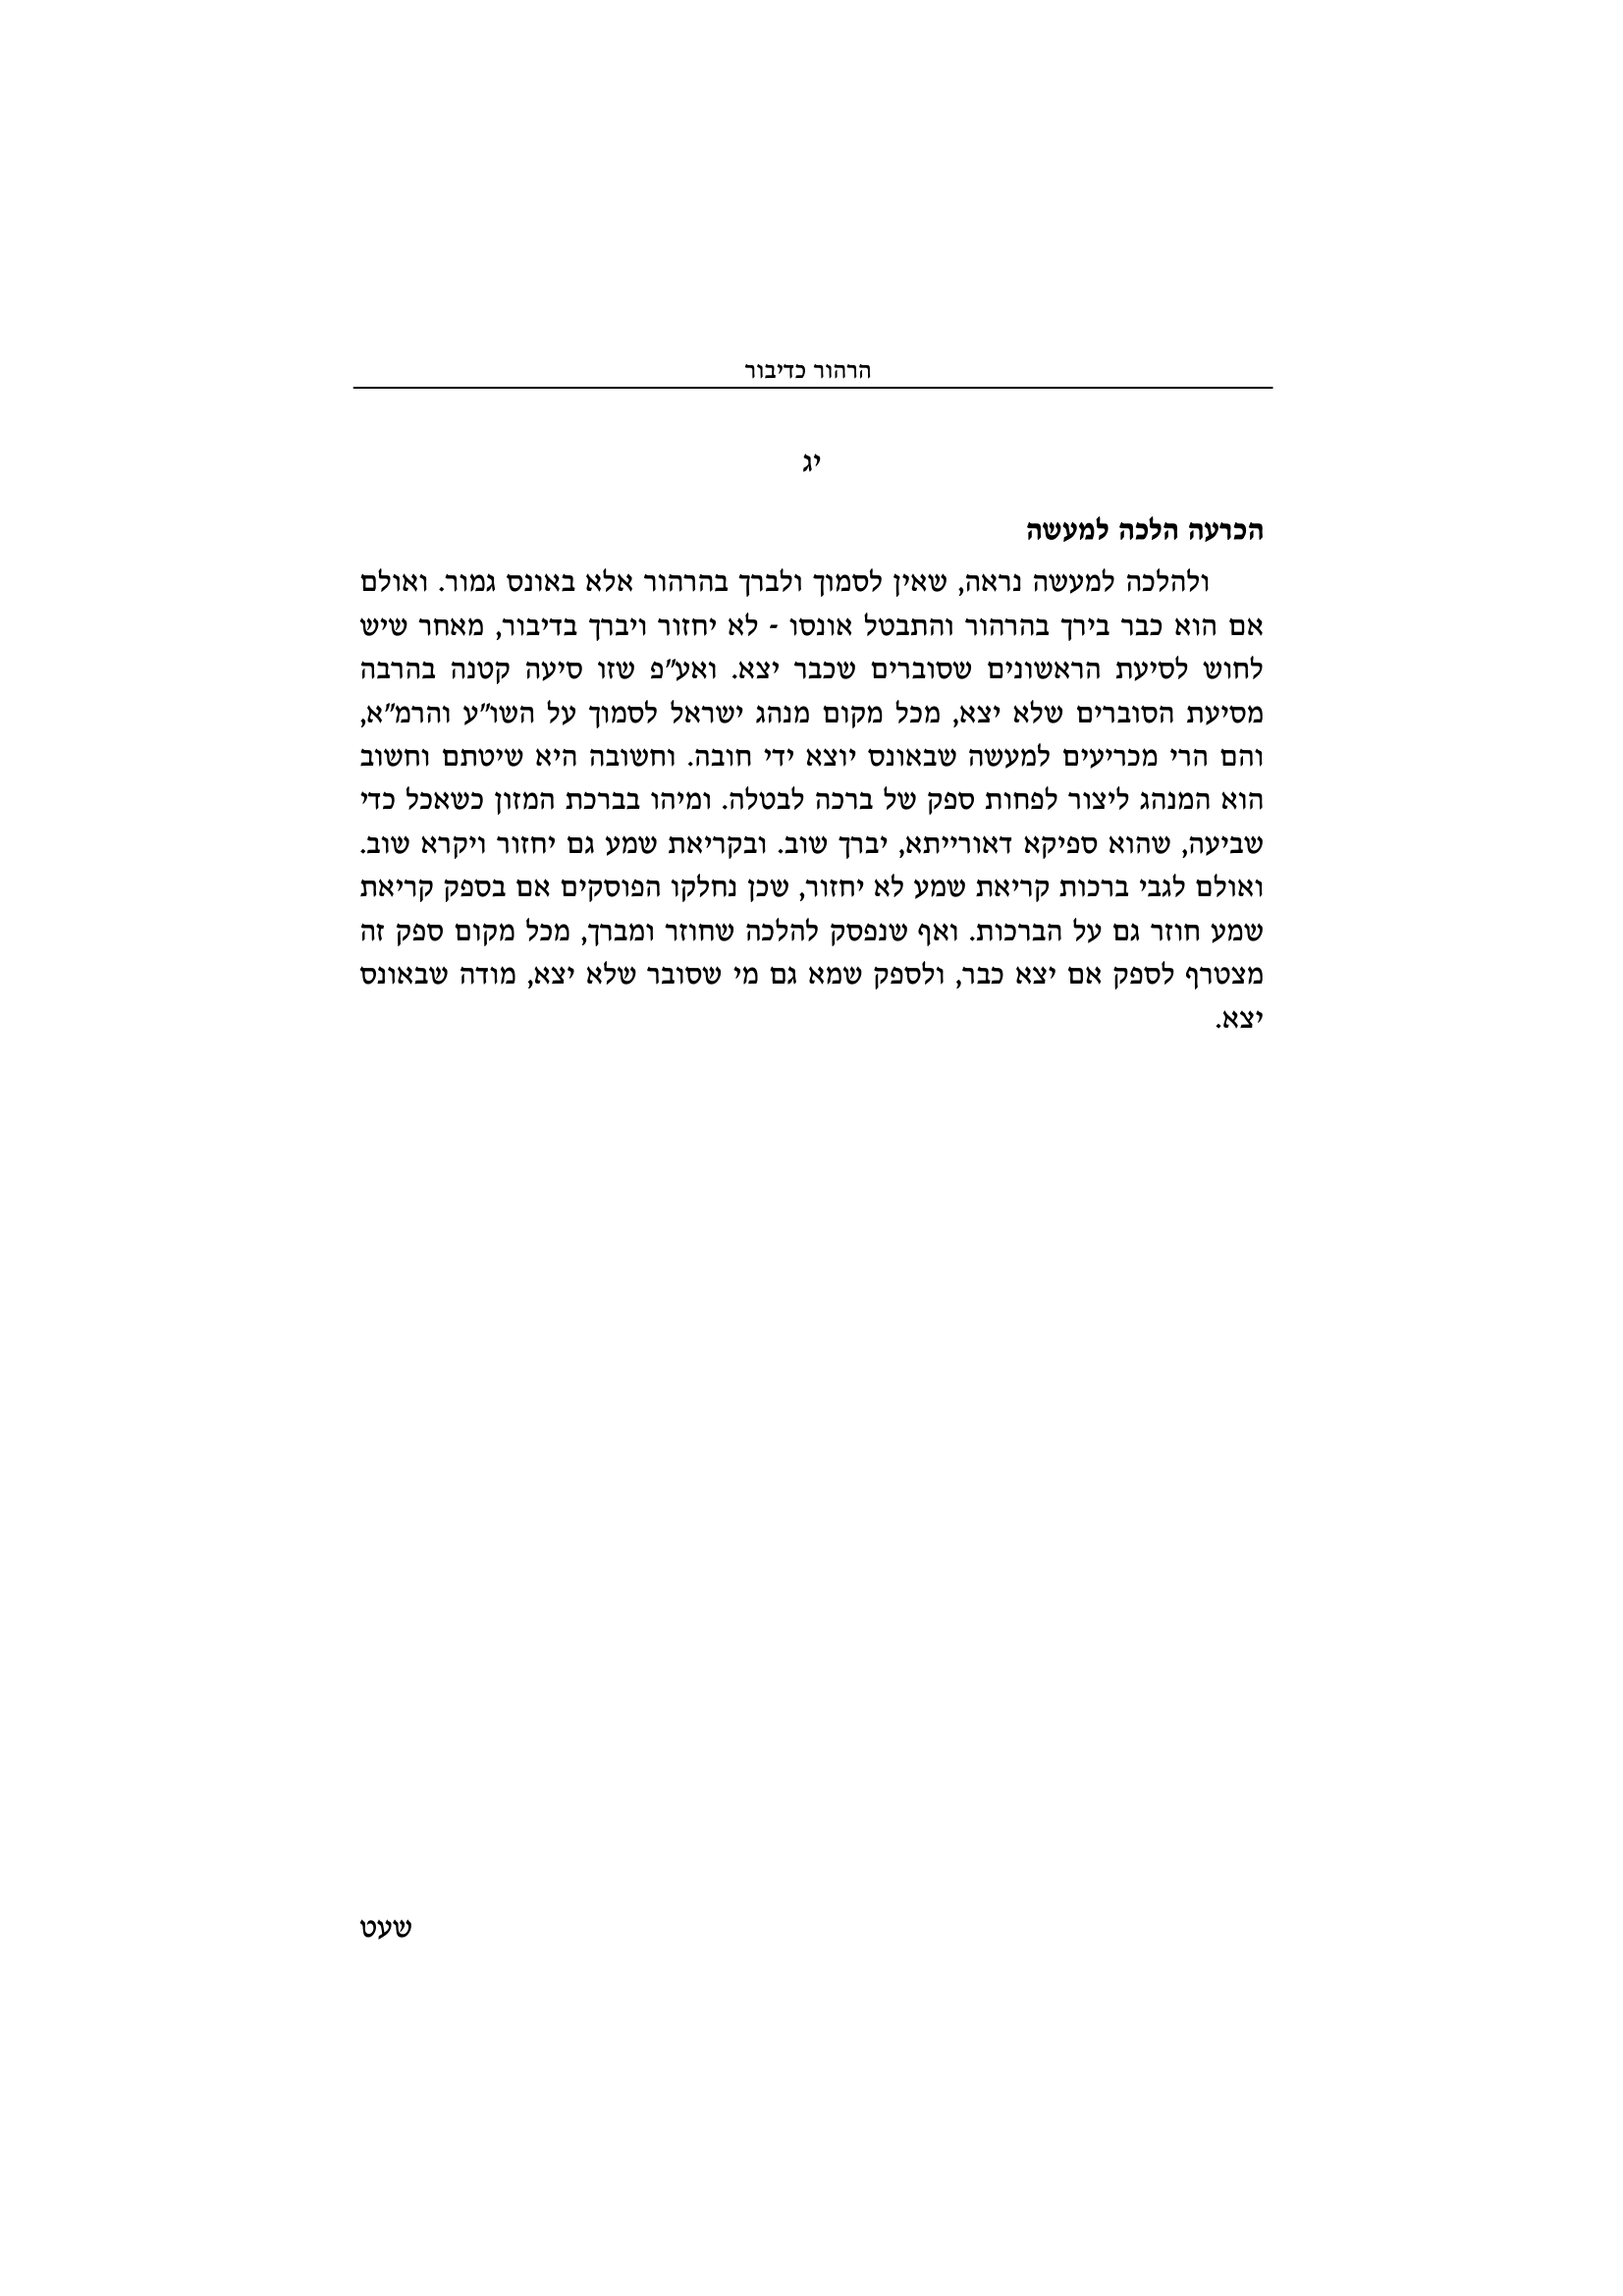 הרהור כדיבור
יג
הכרעה הלכה למעשה
ולהלכה למעשה נראה, שאין לסמוך ולברך בהרהור אלא באונס גמור. ואולם
אם הוא כבר בירך בהרהור והתבטל אונסו - לא יחזור ויברך בדיבור, מאחר שיש
לחוש לסיעת הראשונים שסוברים שכבר יצא. ואע"פ שזו סיעה קטנה בהרבה
מסיעת הסוברים שלא יצא, מכל מקום מנהג ישראל לסמוך על השו"ע והרמ"א,
והם הרי מכריעים למעשה שבאונס יוצא ידי חובה. וחשובה היא שיטתם וחשוב
הוא המנהג ליצור לפחות ספק של ברכה לבטלה. ומיהו בברכת המזון כשאכל כדי
שביעה, שהוא ספיקא דאורייתא, יברך שוב. ובקריאת שמע גם יחזור ויקרא שוב.
ואולם לגבי ברכות קריאת שמע לא יחזור, שכן נחלקו הפוסקים אם בספק קריאת
שמע חוזר גם על הברכות. ואף שנפסק להלכה שחוזר ומברך, מכל מקום ספק זה
מצטרף לספק אם יצא כבר, ולספק שמא גם מי שסובר שלא יצא, מודה שבאונס
יצא.
שעט